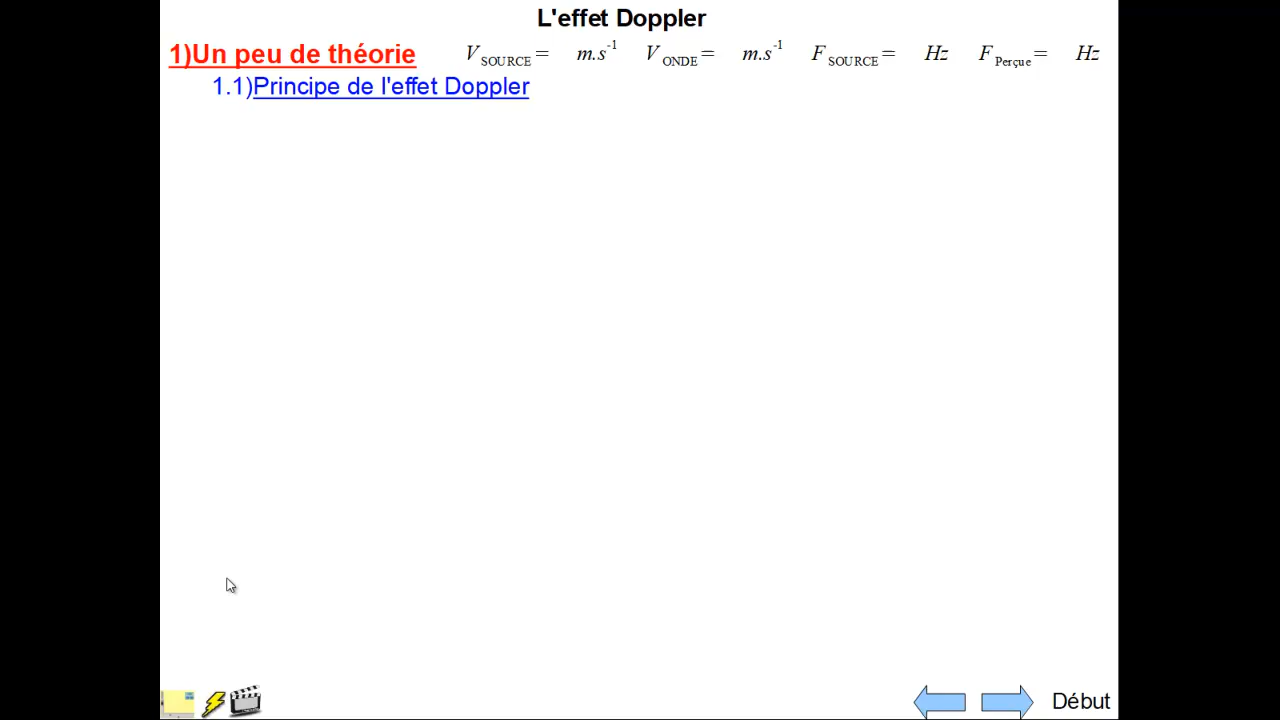 L'effet Doppler
1)Un peu de théorie V SOURCE = m.s-1 V ONDE = m.s-1 F SOURCE = Hz F Perçue = Hz
1.1)Principe de l'effet Doppler
Début